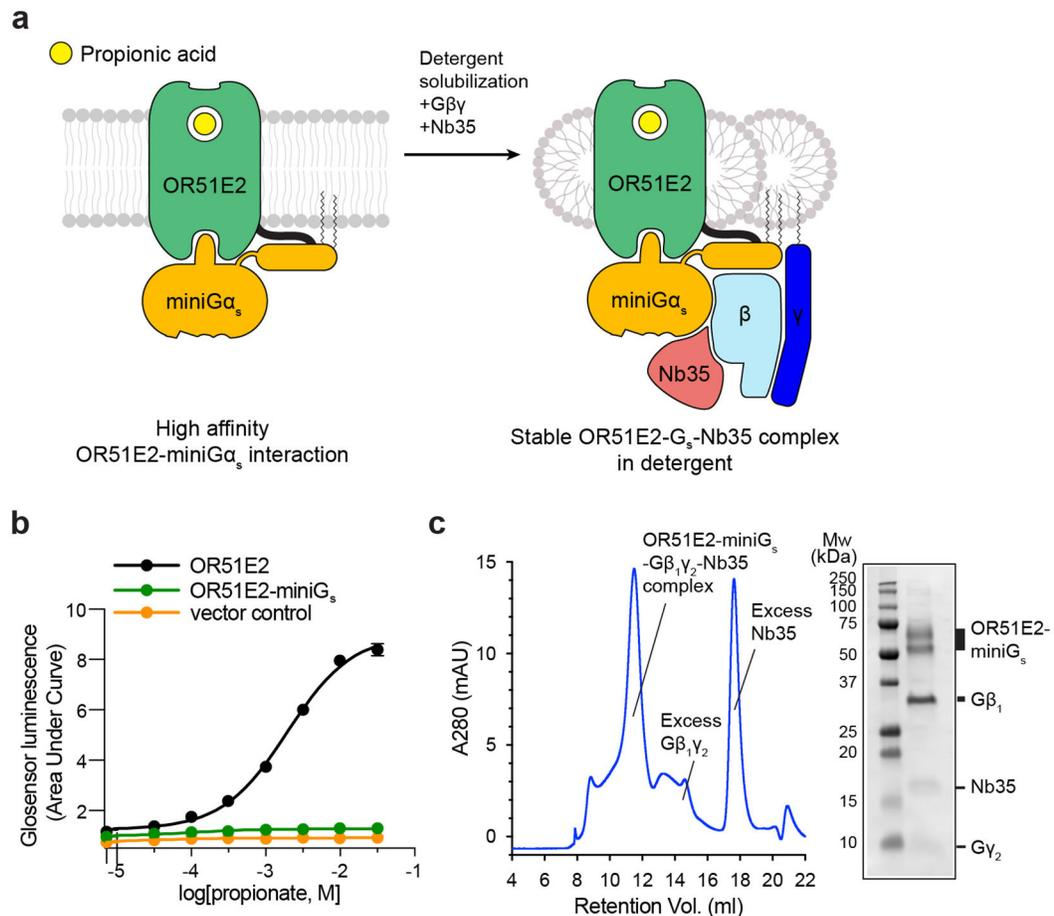 a
Propionic acid
Detergent
solubilization
+Gβγ
+Nb35
OR51E2
OR51E2
miniGαs
miniGαs
β
γ
Nb35
High affinity
OR51E2-miniGαs interaction
Stable OR51E2-Gs-Nb35 complex
in detergent
b
OR51E2
OR51E2-miniGs
vector control
Glosensor luminescence
(Area Under Curve)
10
8
6
4
2
-5
-4
-3
-2
-1
log[propionate, M]
c
OR51E2-miniGs
-Gβ1γ2-Nb35
complex
Excess
Nb35
Excess
Gβ1γ2
A280 (mAU)
15
10
5
0
4 6 8 10 12 14 16 18 20 22
Retention Vol. (ml)
Mw
(kDa)
250
150
100
75
50
37
25
20
15
10
OR51E2-
miniGs
Gβ1
Nb35
Gγ2